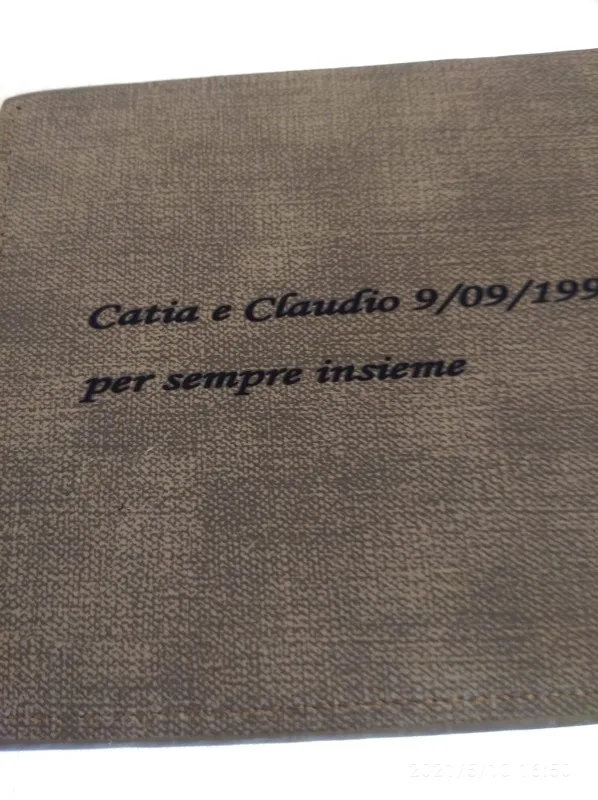 Catia e Claudio 9/09/199
per sempre insieme